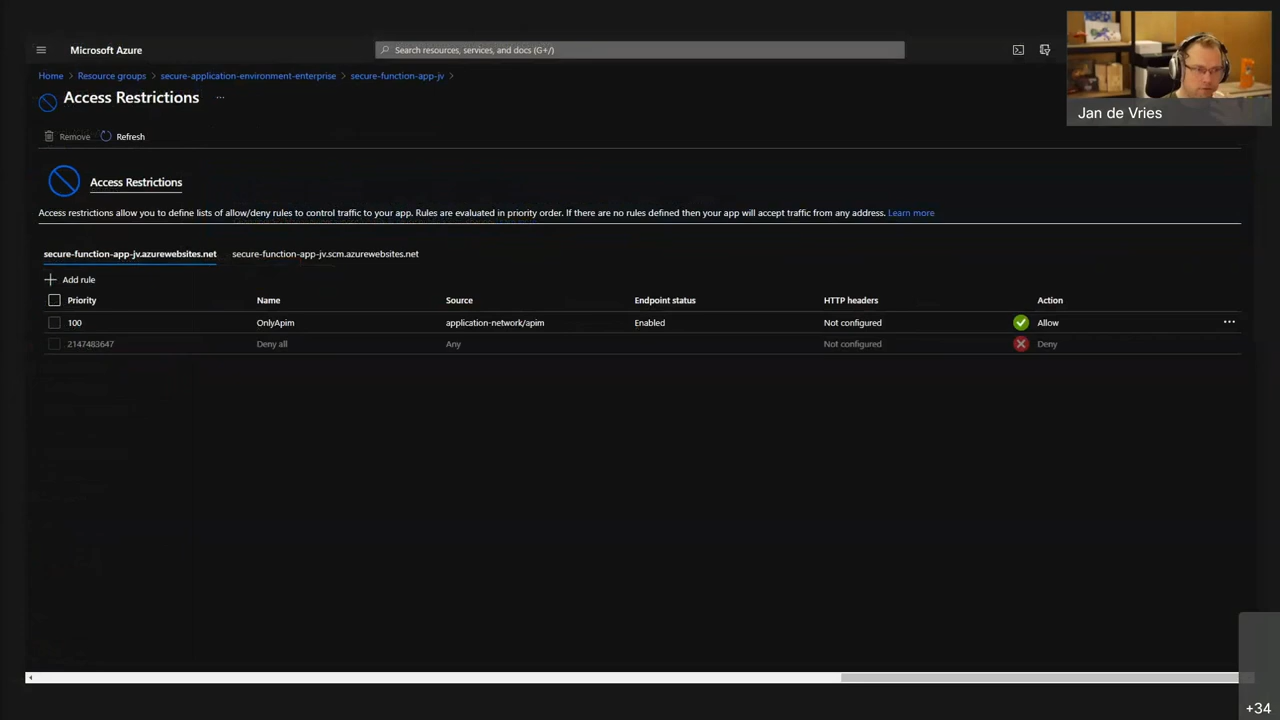 Microsoft Azure
Search resources, services, and docs (G+/)
Home > Resource groups > secure-application-environment-enterprise > secure-function-app-jv >
Access Restrictions ...
Remove Refresh
Jan de Vries
Access Restrictions
Access restrictions allow you to define lists of allow/deny rules to control traffic to your app. Rules are evaluated in priority order. If there are no rules defined then your app will accept traffic from any address. Learn more
secure-function-app-jv.azurewebsites.net secure-function-app-jv.scm.azurewebsites.net
+ Add rule
Priority Name Source Endpoint status HTTP headers Action
100 OnlyApim application-network/apim Enabled Not configured Allow ...
2147483647 Deny all Any Not configured Deny
+34